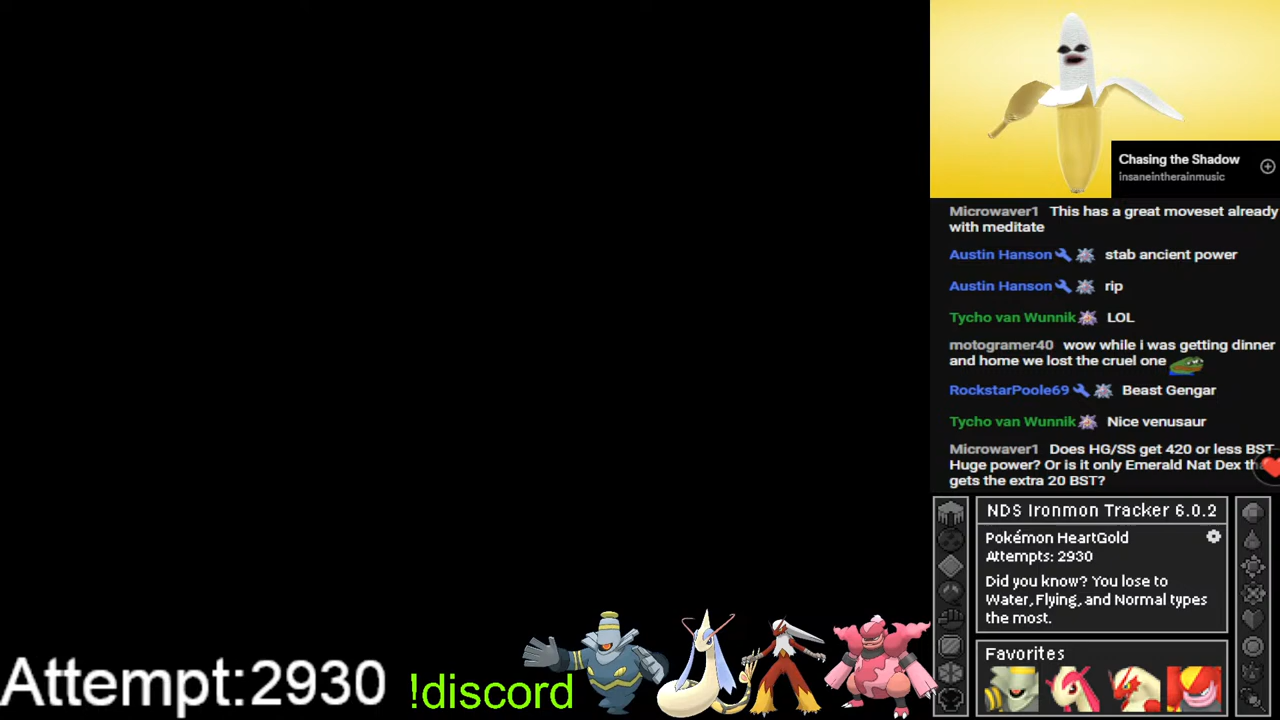 Chasing the Shadow
insaneintherainmusic
Microwaver1 This has a great moveset already
with meditate
Austin Hanson stab ancient power
Austin Hanson rip
Tycho van Wunnik LOL
motogramer40 wow while i was getting dinner
and home we lost the cruel one
RockstarPoole69 Beast Gengar
Tycho van Wunnik Nice venusaur
Microwaver1 Does HG/SS get 420 or less BST
Huge power? Or is it only Emerald Nat Dex
gets the extra 20 BST?
NDS Ironmon Tracker 6.0.2
Pokémon HeartGold
Attempts: 2930
Did you know? You lose to
Water, Flying, and Normal types
the most.
Favorites
Attempt:2930
!discord